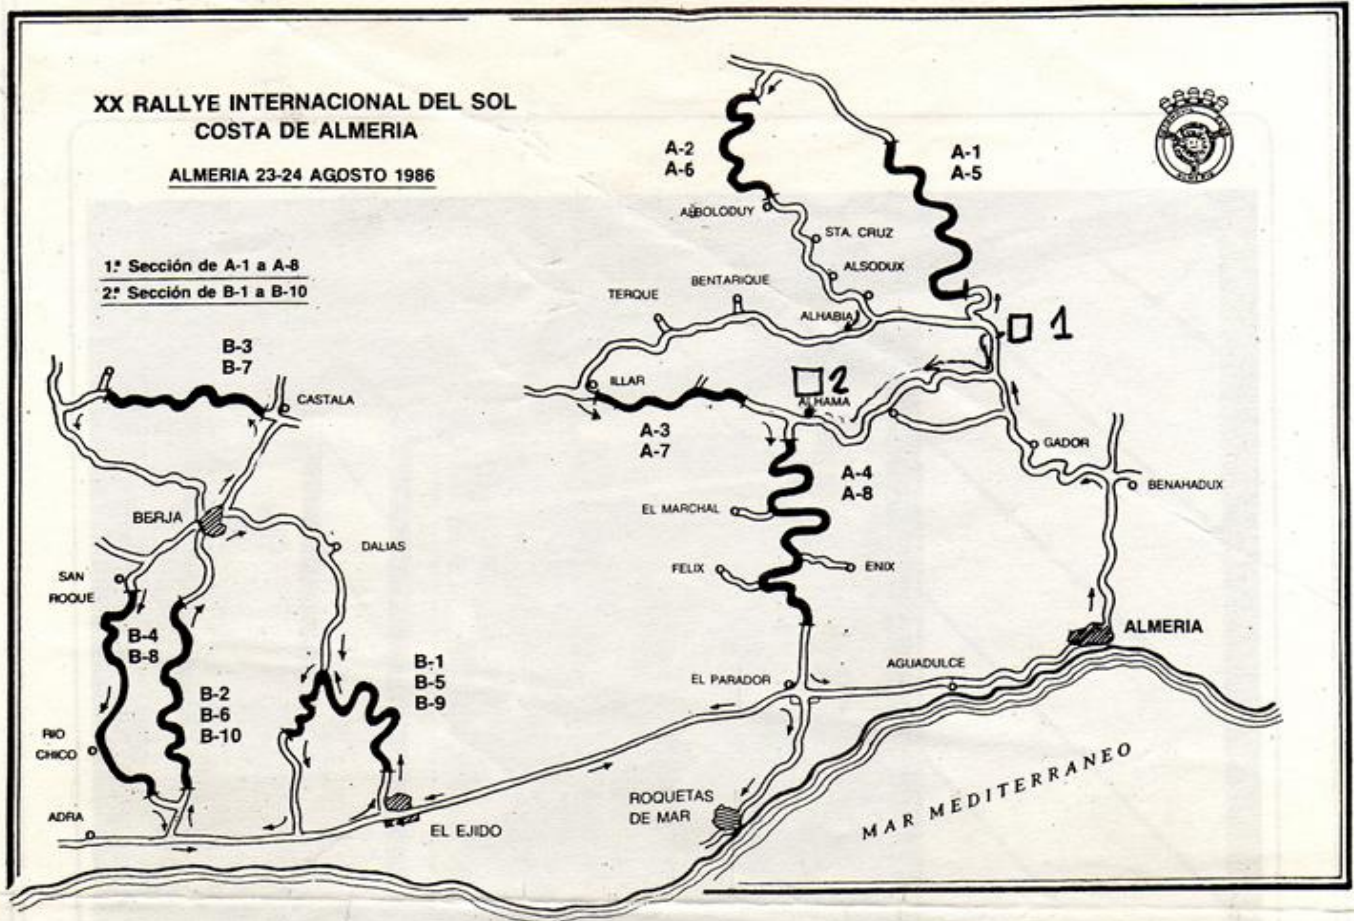 XX RALLYE INTERNACIONAL DEL SOL
COSTA DE ALMERIA
ALMERIA 23-24 AGOSTO 1986
1.ª Sección de A-1 a A-8
2.ª Sección de B-1 a B-10
A-2
A-6
A-1
A-5
ALBOLODUY
STA. CRUZ
ALSODUX
BENTARIQUE
TERQUE
ALHABIA
1
B-3
B-7
ILLAR
2
ALHAMA
CASTALA
A-3
A-7
GADOR
A-4
A-8
BENAHADUX
EL MARCHAL
BERJA
DALIAS
FELIX
ENIX
SAN
ROQUE
B-4
B-8
ALMERIA
B-1
B-5
B-9
AGUADULCE
EL PARADOR
B-2
B-6
B-10
RIO
CHICO
MAR MEDITERRANEO
ROQUETAS
DE MAR
ADRA
EL EJIDO